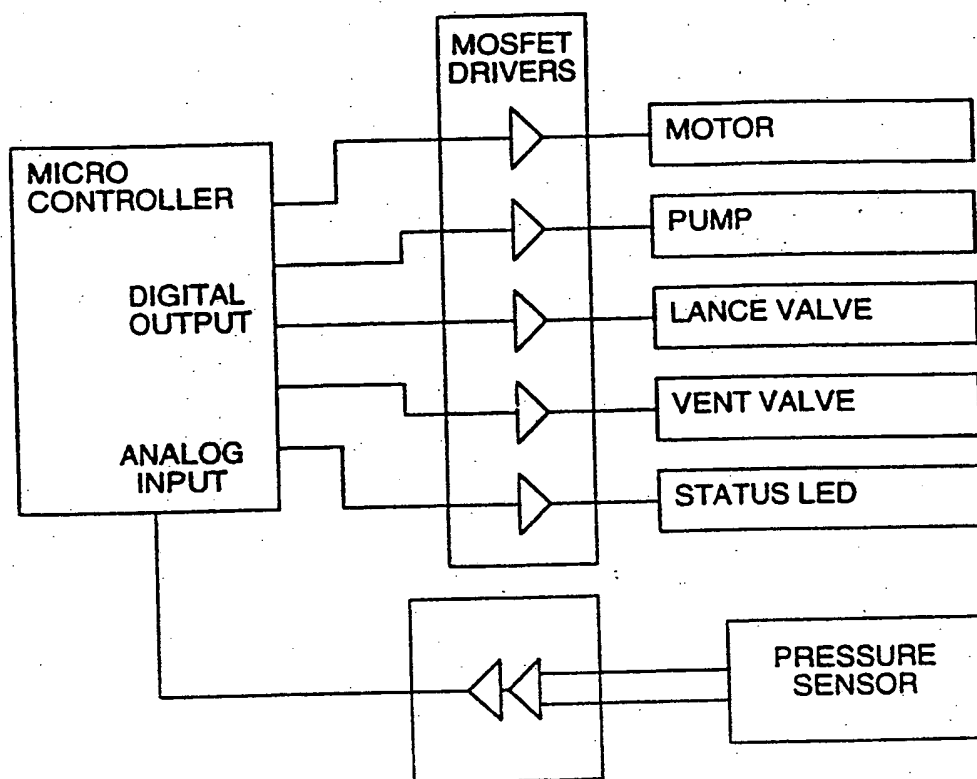 MOSFET
DRIVERS
MOTOR
MICRO
CONTROLLER
PUMP
DIGITAL
OUTPUT
LANCE VALVE
VENT VALVE
ANALOG
INPUT
STATUS LED
PRESSURE
SENSOR